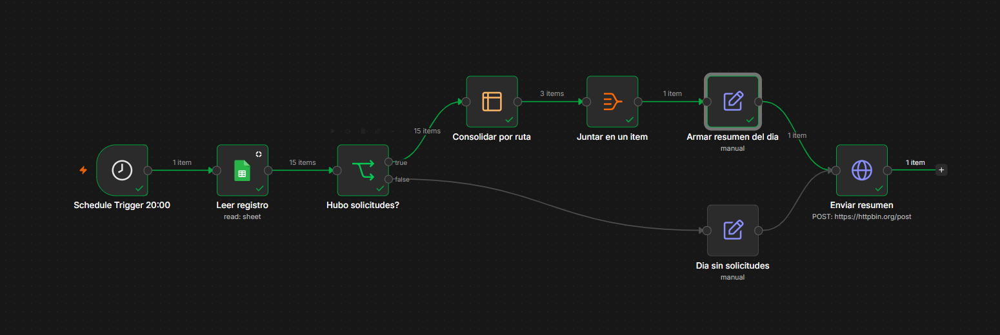 Schedule Trigger 20:00
1 item
Leer registro
read: sheet
15 items
Hubo solicitudes?
true
false
15 items
Consolidar por ruta
3 items
Juntar en un item
1 item
Armar resumen del dia
manual
1 item
Dia sin solicitudes
manual
Enviar resumen
POST: https://httpbin.org/post
1 item